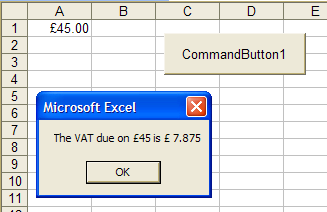 A B C D E
1 £45.00
2
3 CommandButton1
4
5
6 Microsoft Excel
7
8 The VAT due on £45 is £ 7.875
9
10 OK
11